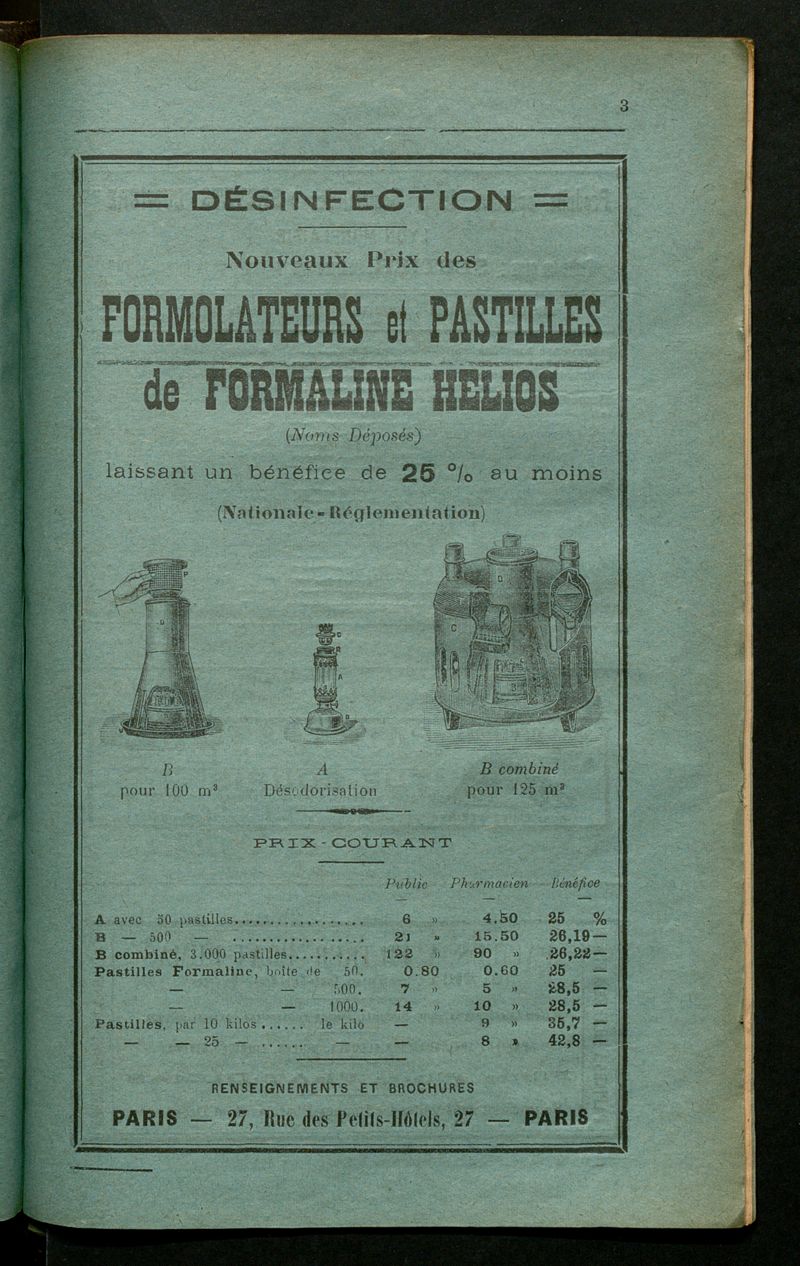 3
= DÉSINFECTION =
Nouveaux Prix des
FORMOLATEURS et PASTILLES
de FORMALINE HELIOS
(Noms Déposés)
laissant un bénéfice de 25 % au moins
(Nationale-Réglementation)
B A B combiné
pour 100 m³ Désodorisation pour 125 m³
PRIX-COURANT
Public Pharmacien Bénéfice
A avec 50 pastilles.................. 6 » 4.50 25 %
B — 500 — .................. 21 » 15.50 26,19 —
B combiné, 3.000 pastilles........... 122 » 90 » 26,22 —
Pastilles Formaline, boîte de 50. 0.80 0.60 25 —
— — 500. 7 » 5 » 28,5 —
— — 1000. 14 » 10 » 28,5 —
Pastilles, par 10 kilos...... le kilo — 9 » 35,7 —
— — 25 — ...... — — 8 » 42,8 —
RENSEIGNEMENTS ET BROCHURES
PARIS — 27, Rue des Petits-Hôtels, 27 — PARIS